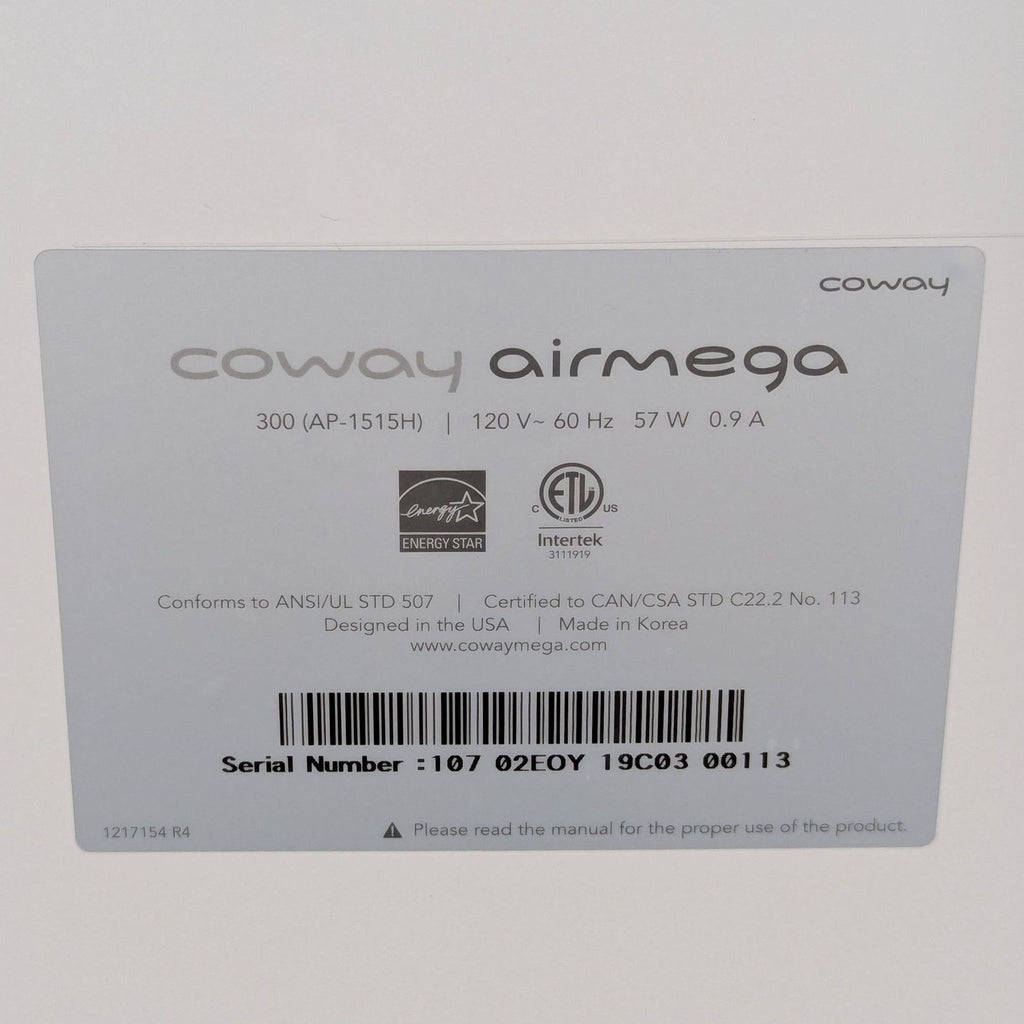 coway
coway airmega
300 (AP-1515H) | 120 V~ 60 Hz 57 W 0.9 A
energy
ENERGY STAR
C ETL US
LISTED
Intertek
3111919
Conforms to ANSI/UL STD 507 | Certified to CAN/CSA STD C22.2 No. 113
Designed in the USA | Made in Korea
www.cowaymega.com
Serial Number :107 02EOY 19C03 00113
1217154 R4
Please read the manual for the proper use of the product.